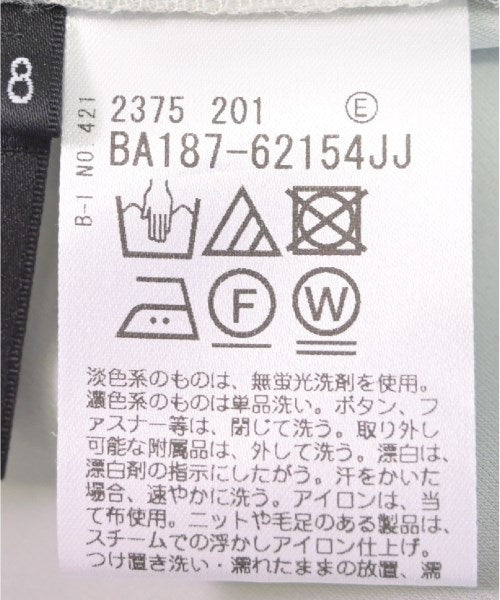 8
B-I NO.421
2375 201 E
BA187-62154JJ
F W
淡色系のものは、無蛍光洗剤を使用。
濃色系のものは単品洗い。ボタン、フ
ァスナー等は、閉じて洗う。取り外し
可能な附属品は、外して洗う。漂白は、
漂白剤の指示にしたがう。汗をかいた
場合、速やかに洗う。アイロンは、当
て布使用。ニットや毛足のある製品は、
スチームでの浮かしアイロン仕上げ。
つけ置き洗い・濡れたままの放置、濡